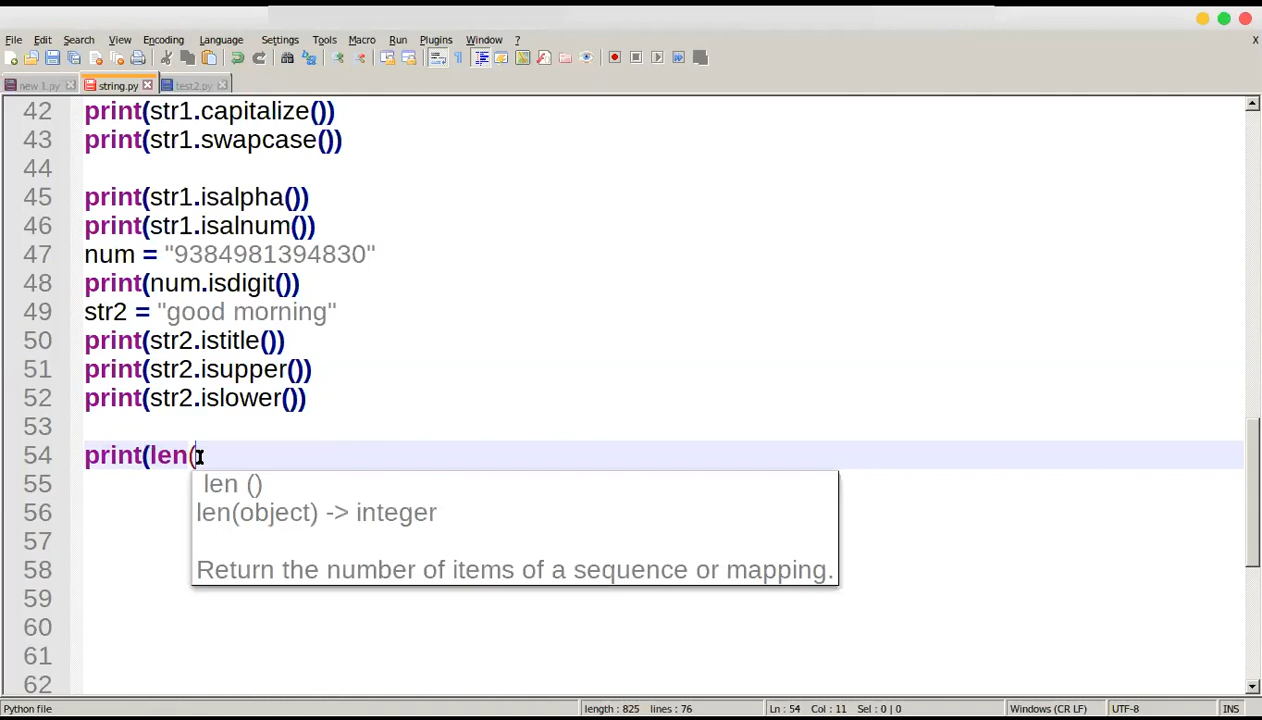 File Edit Search View Encoding Language Settings Tools Macro Run Plugins Window ? X
new 1.py string.py test2.py
42 print(str1.capitalize())
43 print(str1.swapcase())
44
45 print(str1.isalpha())
46 print(str1.isalnum())
47 num = "9384981394830"
48 print(num.isdigit())
49 str2 = "good morning"
50 print(str2.istitle())
51 print(str2.isupper())
52 print(str2.islower())
53
54 print(len(
55 len ()
56 len(object) -> integer
57
58 Return the number of items of a sequence or mapping.
59
60
61
62
Python file length : 825 lines : 76 Ln : 54 Col : 11 Sel : 0 | 0 Windows (CR LF) UTF-8 INS